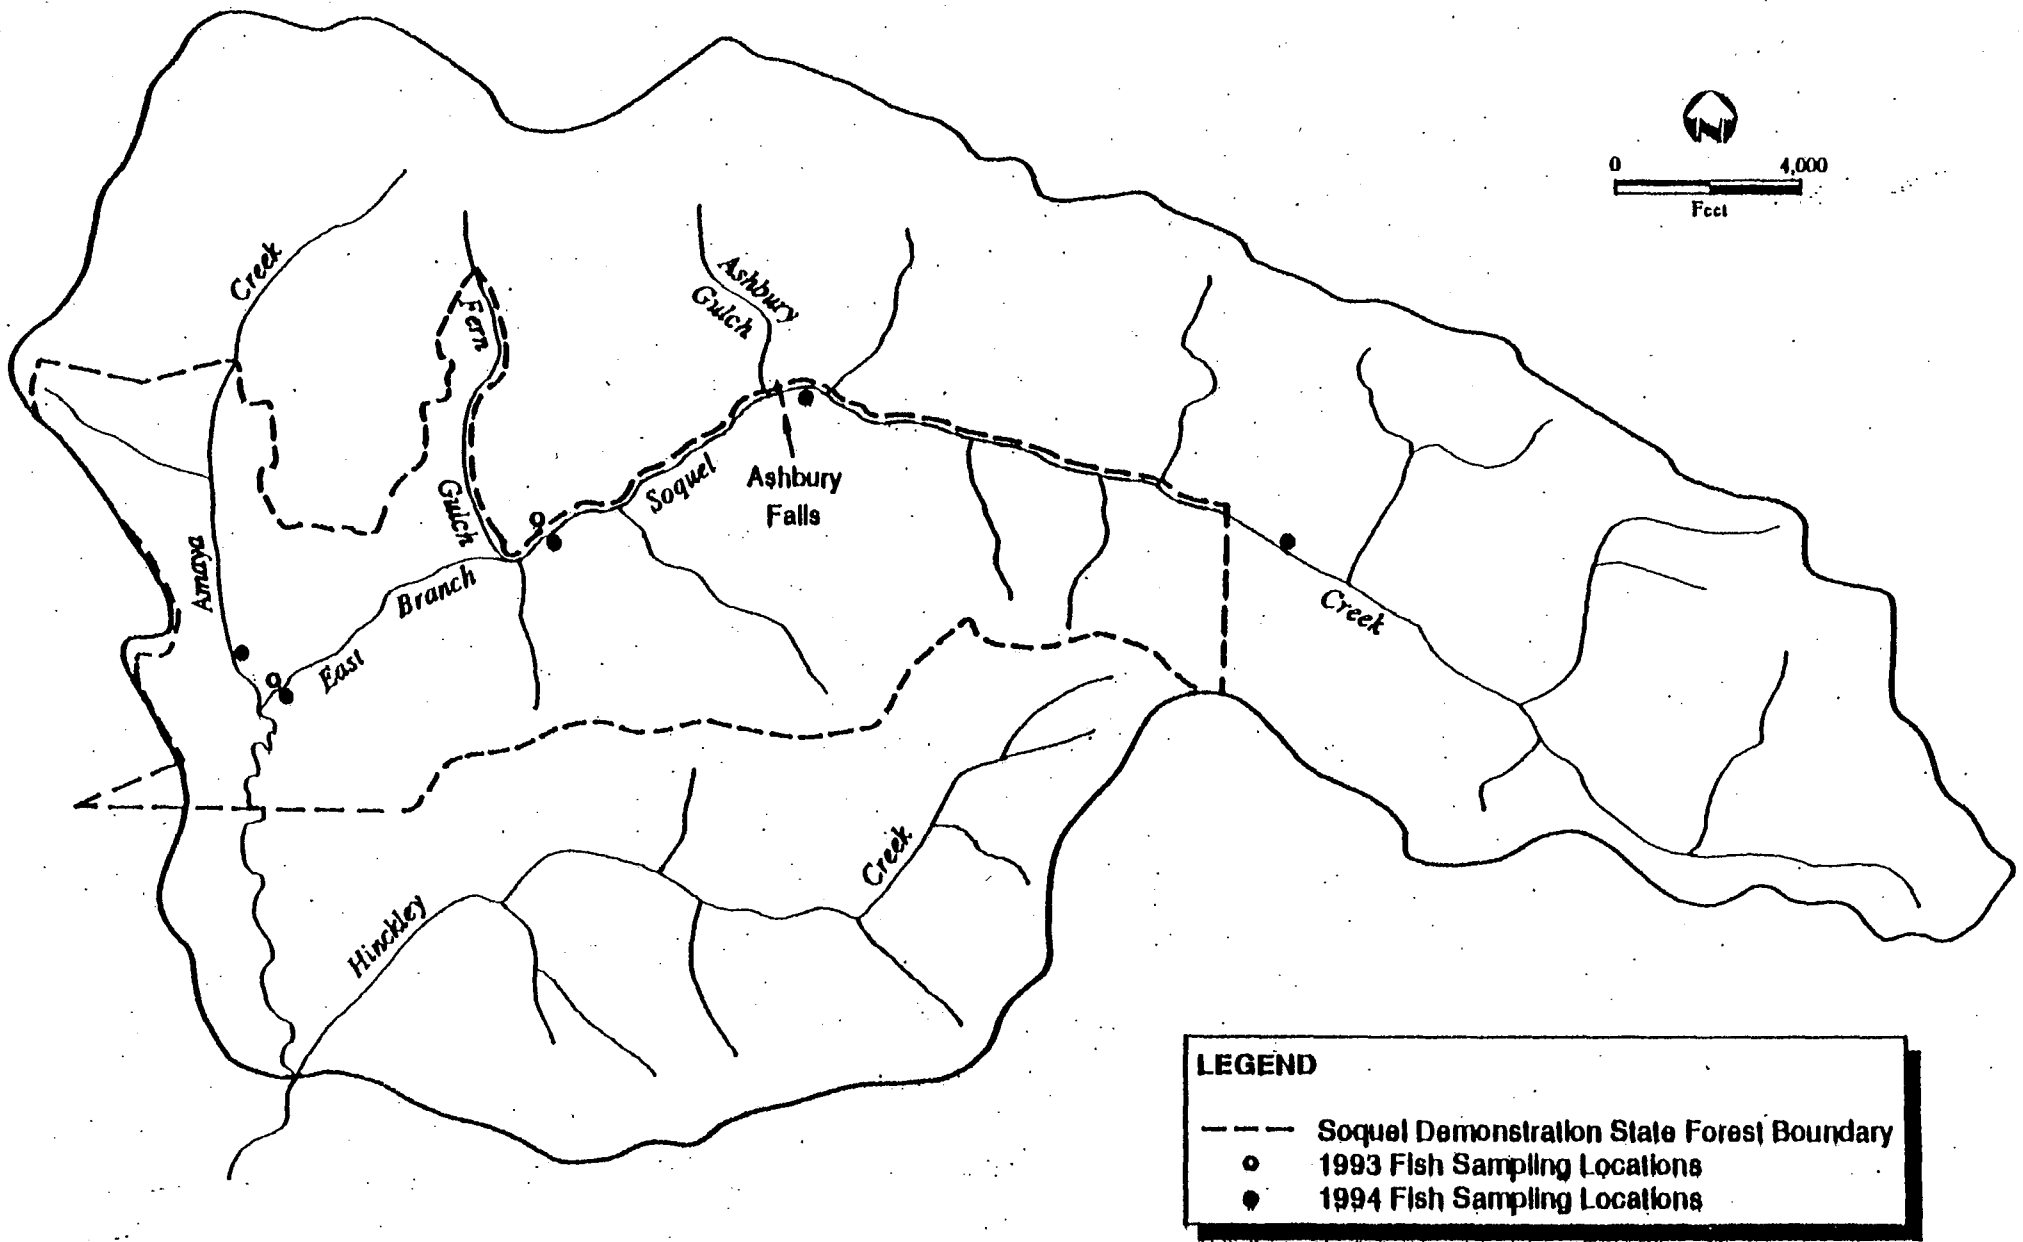 N
0 4,000
Feet
Creek
Fern
Gulch
Ashbury
Gulch
Ashbury
Falls
Soquel
Amaya
Branch
East
Creek
Creek
Hinckley
LEGEND
Soquel Demonstration State Forest Boundary
1993 Fish Sampling Locations
1994 Fish Sampling Locations